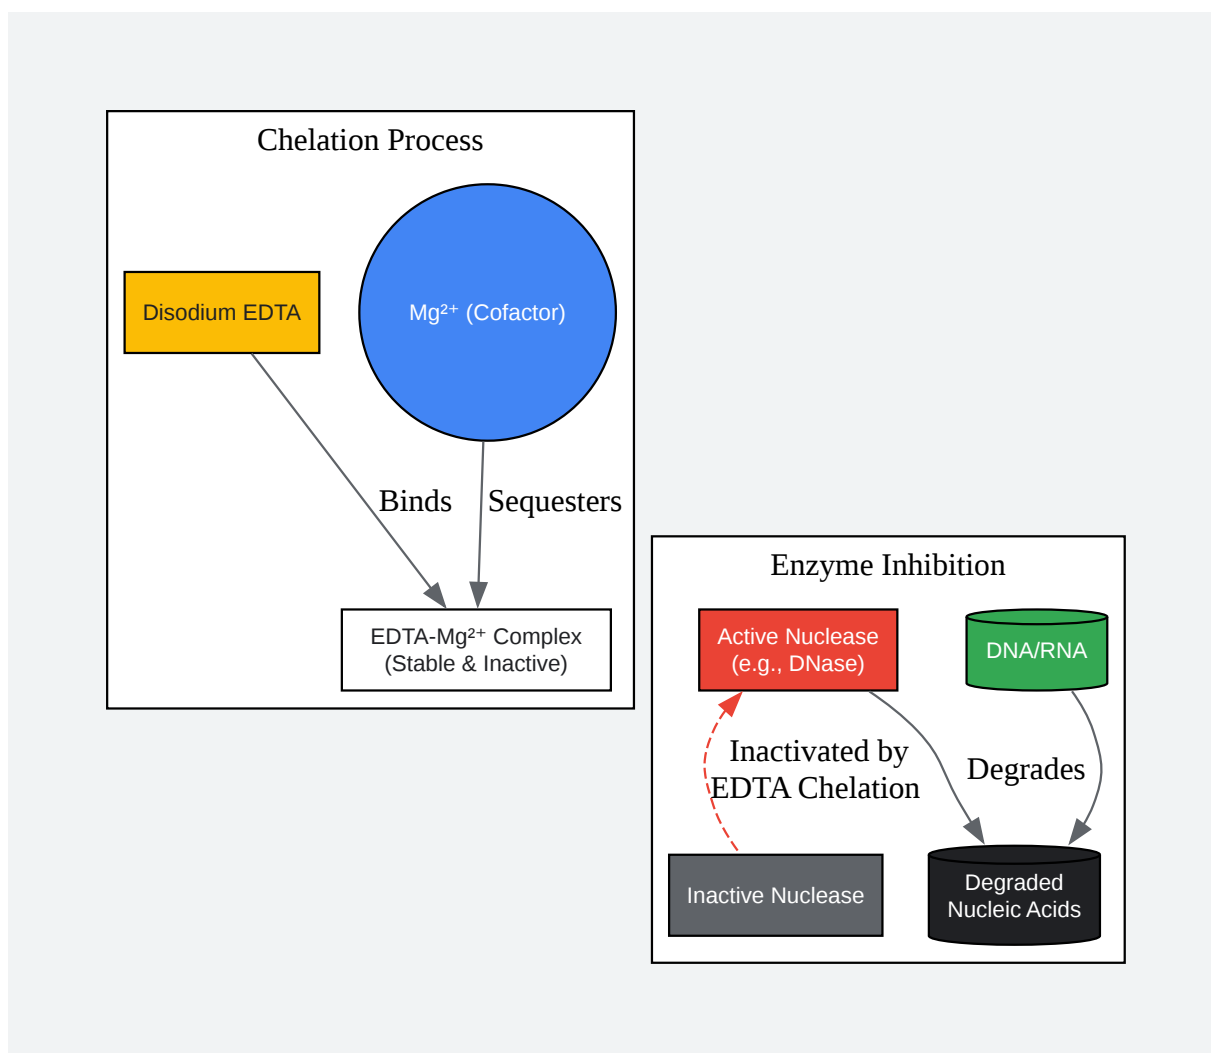 Chelation Process
Disodium EDTA
Mg²⁺ (Cofactor)
Binds
Sequesters
EDTA-Mg²⁺ Complex
(Stable & Inactive)
Enzyme Inhibition
Active Nuclease
(e.g., DNase)
DNA/RNA
Inactivated by
EDTA Chelation
Degrades
Inactive Nuclease
Degraded
Nucleic Acids